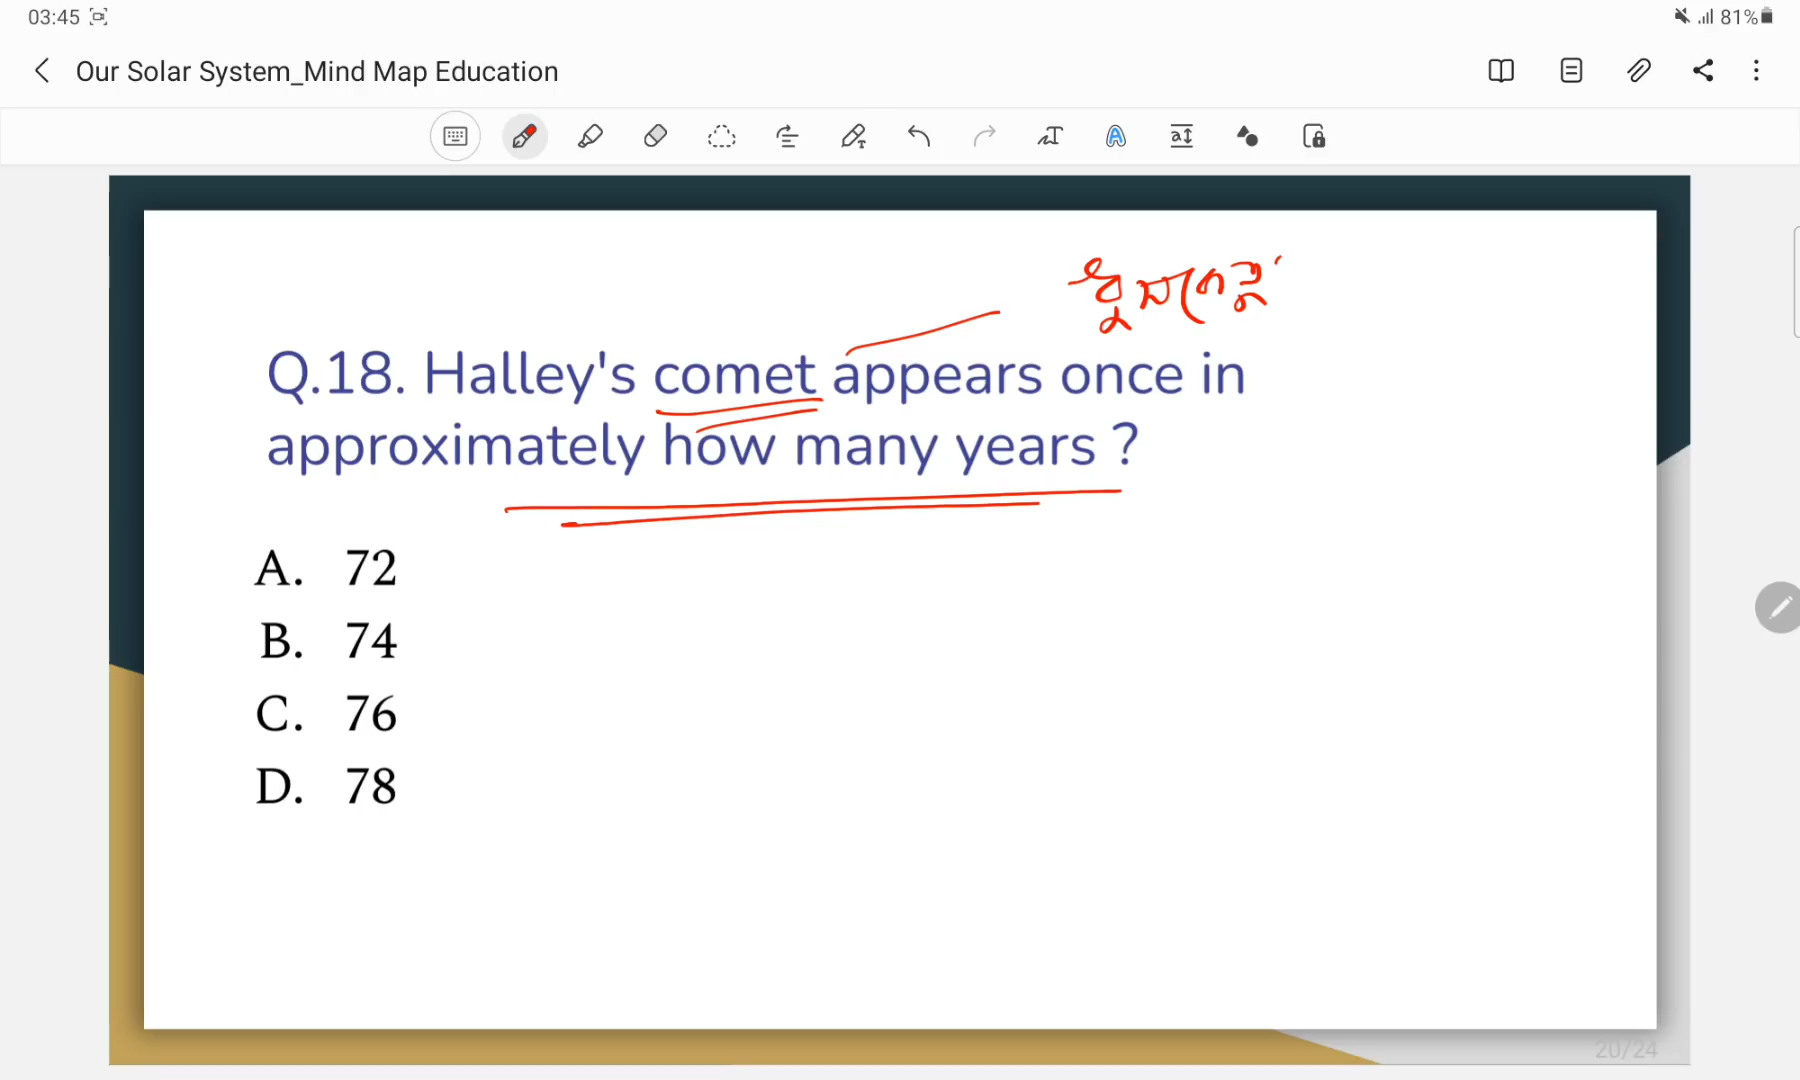 03:45
81%
Our Solar System_Mind Map Education
Q.18. Halley's comet appears once in
approximately how many years ?
A. 72
B. 74
C. 76
D. 78
20/24